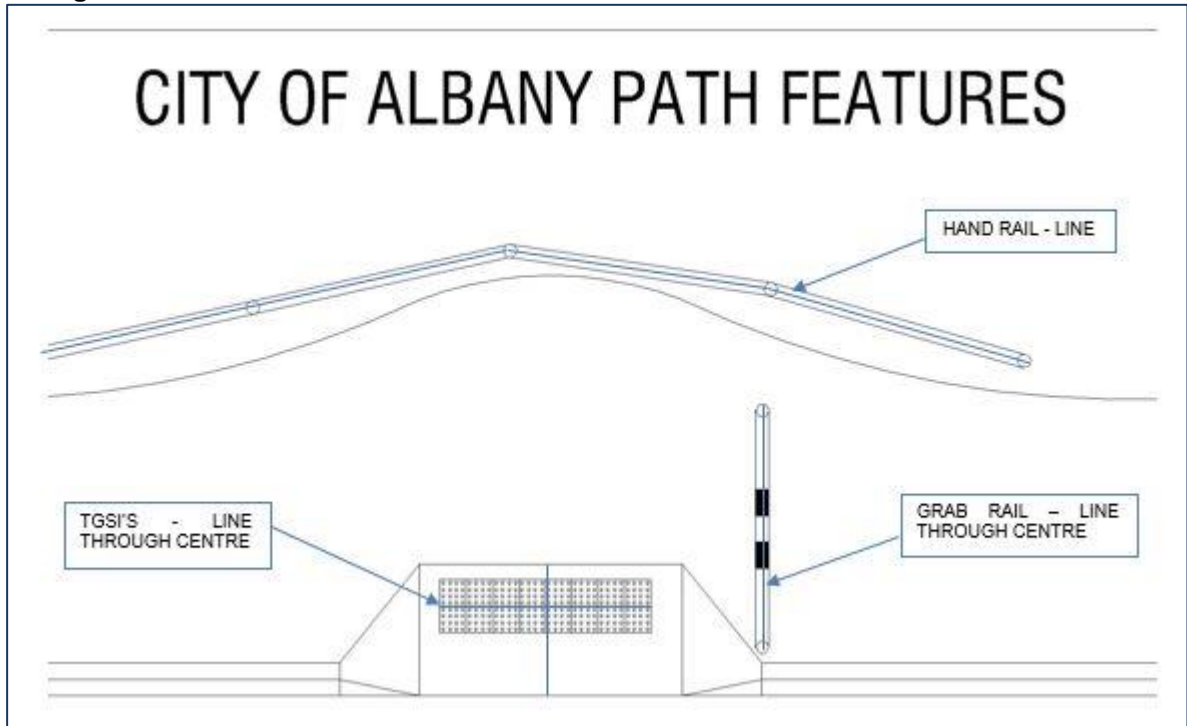 CITY OF ALBANY PATH FEATURES
HAND RAIL - LINE
TGSI'S - LINE
THROUGH CENTRE
GRAB RAIL – LINE
THROUGH CENTRE